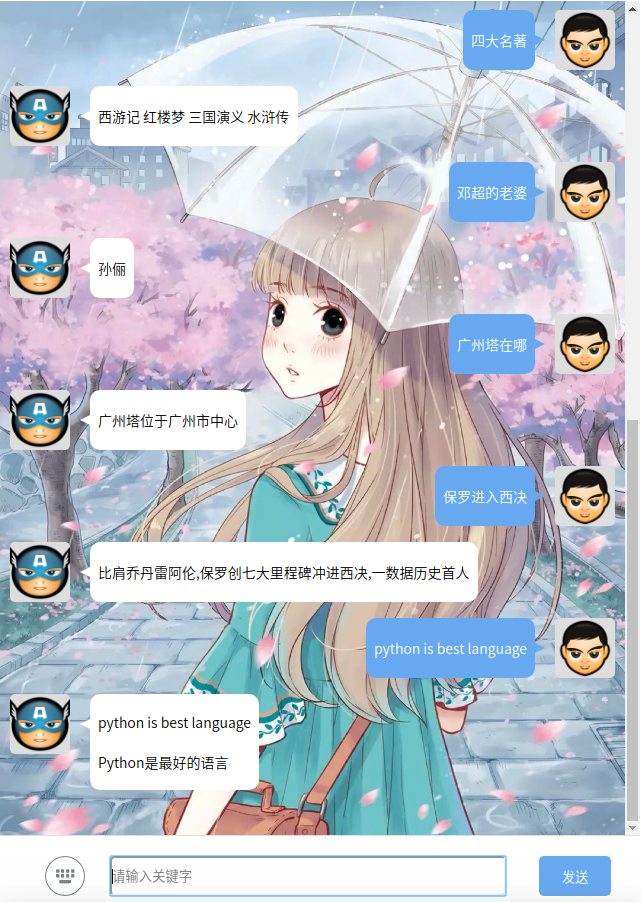 四大名著
西游记 红楼梦 三国演义 水浒传
邓超的老婆
孙俪
广州塔在哪
广州塔位于广州市中心
保罗进入西决
比肩乔丹雷阿伦,保罗创七大里程碑冲进西决,一数据历史首人
python is best language
python is best language
Python是最好的语言
请输入关键字
发送